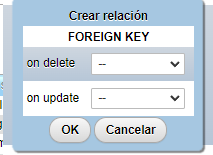 Crear relación
FOREIGN KEY
on delete --
on update --
OK Cancelar